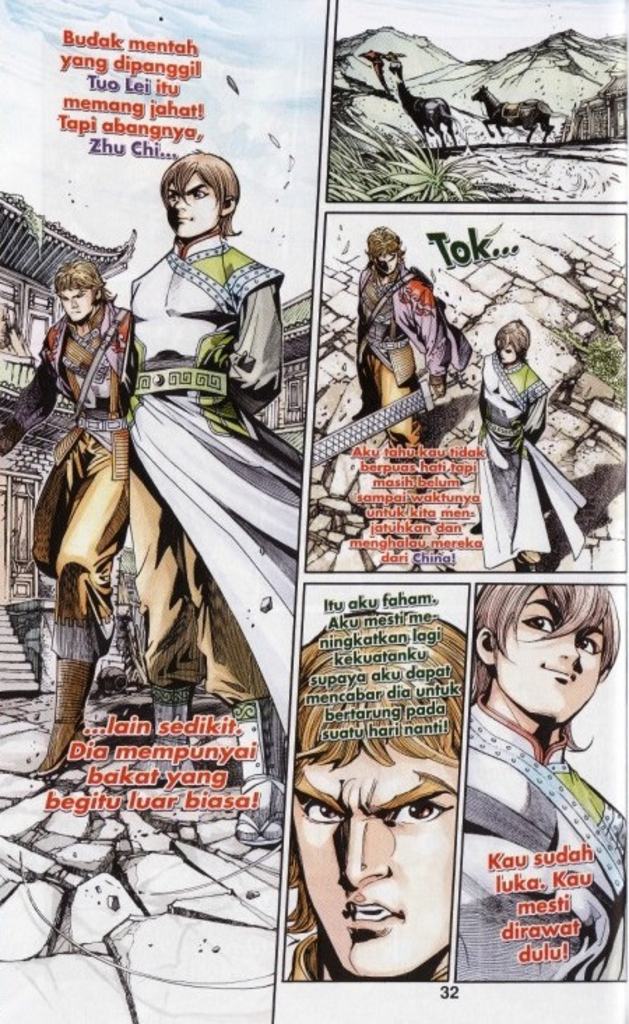 Budak mentah
yang dipanggil
Tuo Lei itu
memang jahat!
Tapi abangnya,
Zhu Chi...
...lain sedikit.
Dia mempunyai
bakat yang
begitu luar biasa!
Tok...
Aku tahu kau tidak
berpuas hati tapi
masih belum
sampai waktunya
untuk kita men-
jatuhkan dan
menghalau mereka
dari China!
Itu aku faham.
Aku mesti me-
ningkatkan lagi
kekuatanku
supaya aku dapat
mencabar dia untuk
bertarung pada
suatu hari nanti!
Kau sudah
luka. Kau
mesti
dirawat
dulu!
32